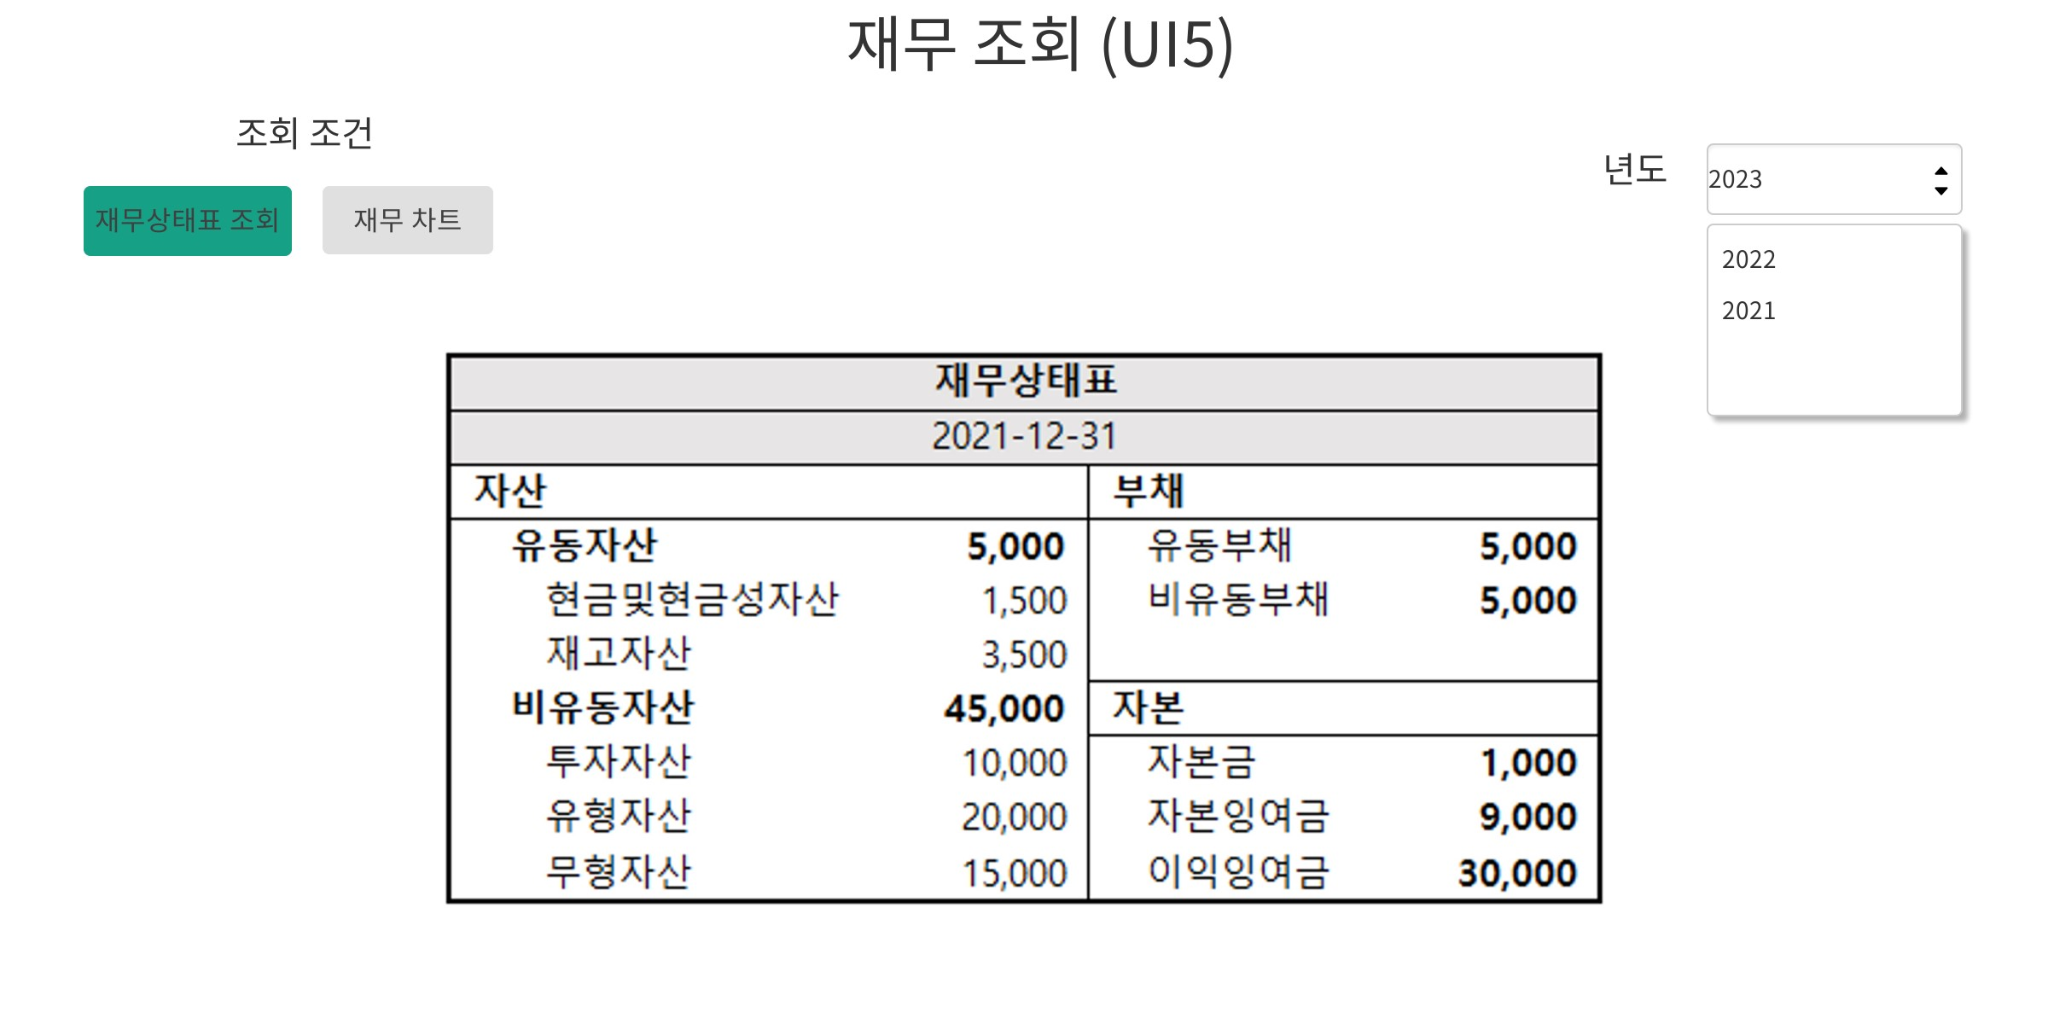 재무 조회 (UI5)
조회 조건
재무상태표 조회 재무 차트
년도 2023
2022
2021
재무상태표
2021-12-31
자산 부채
유동자산 5,000 유동부채 5,000
현금및현금성자산 1,500 비유동부채 5,000
재고자산 3,500
비유동자산 45,000 자본
투자자산 10,000 자본금 1,000
유형자산 20,000 자본잉여금 9,000
무형자산 15,000 이익잉여금 30,000